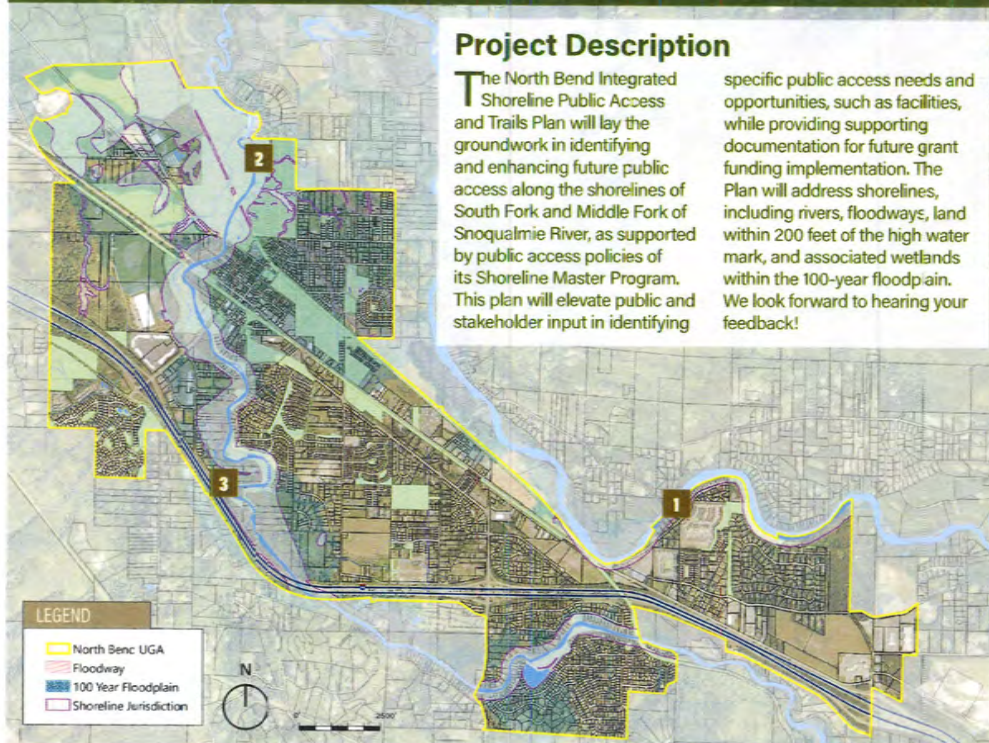 Project Description
The North Bend Integrated
Shoreline Public Access
and Trails Plan will lay the
groundwork in identifying
and enhancing future public
access along the shorelines of
South Fork and Middle Fork of
Snoqualmie River, as supported
by public access policies of
its Shoreline Master Program.
This plan will elevate public and
stakeholder input in identifying
specific public access needs and
opportunities, such as facilities,
while providing supporting
documentation for future grant
funding implementation. The
Plan will address shorelines,
including rivers, floodways, land
within 200 feet of the high water
mark, and associated wetlands
within the 100-year floodplain.
We look forward to hearing your
feedback!
2
3
1
LEGEND
North Bend UGA
Floodway
100 Year Floodplain
Shoreline Jurisdiction
N
0 2500